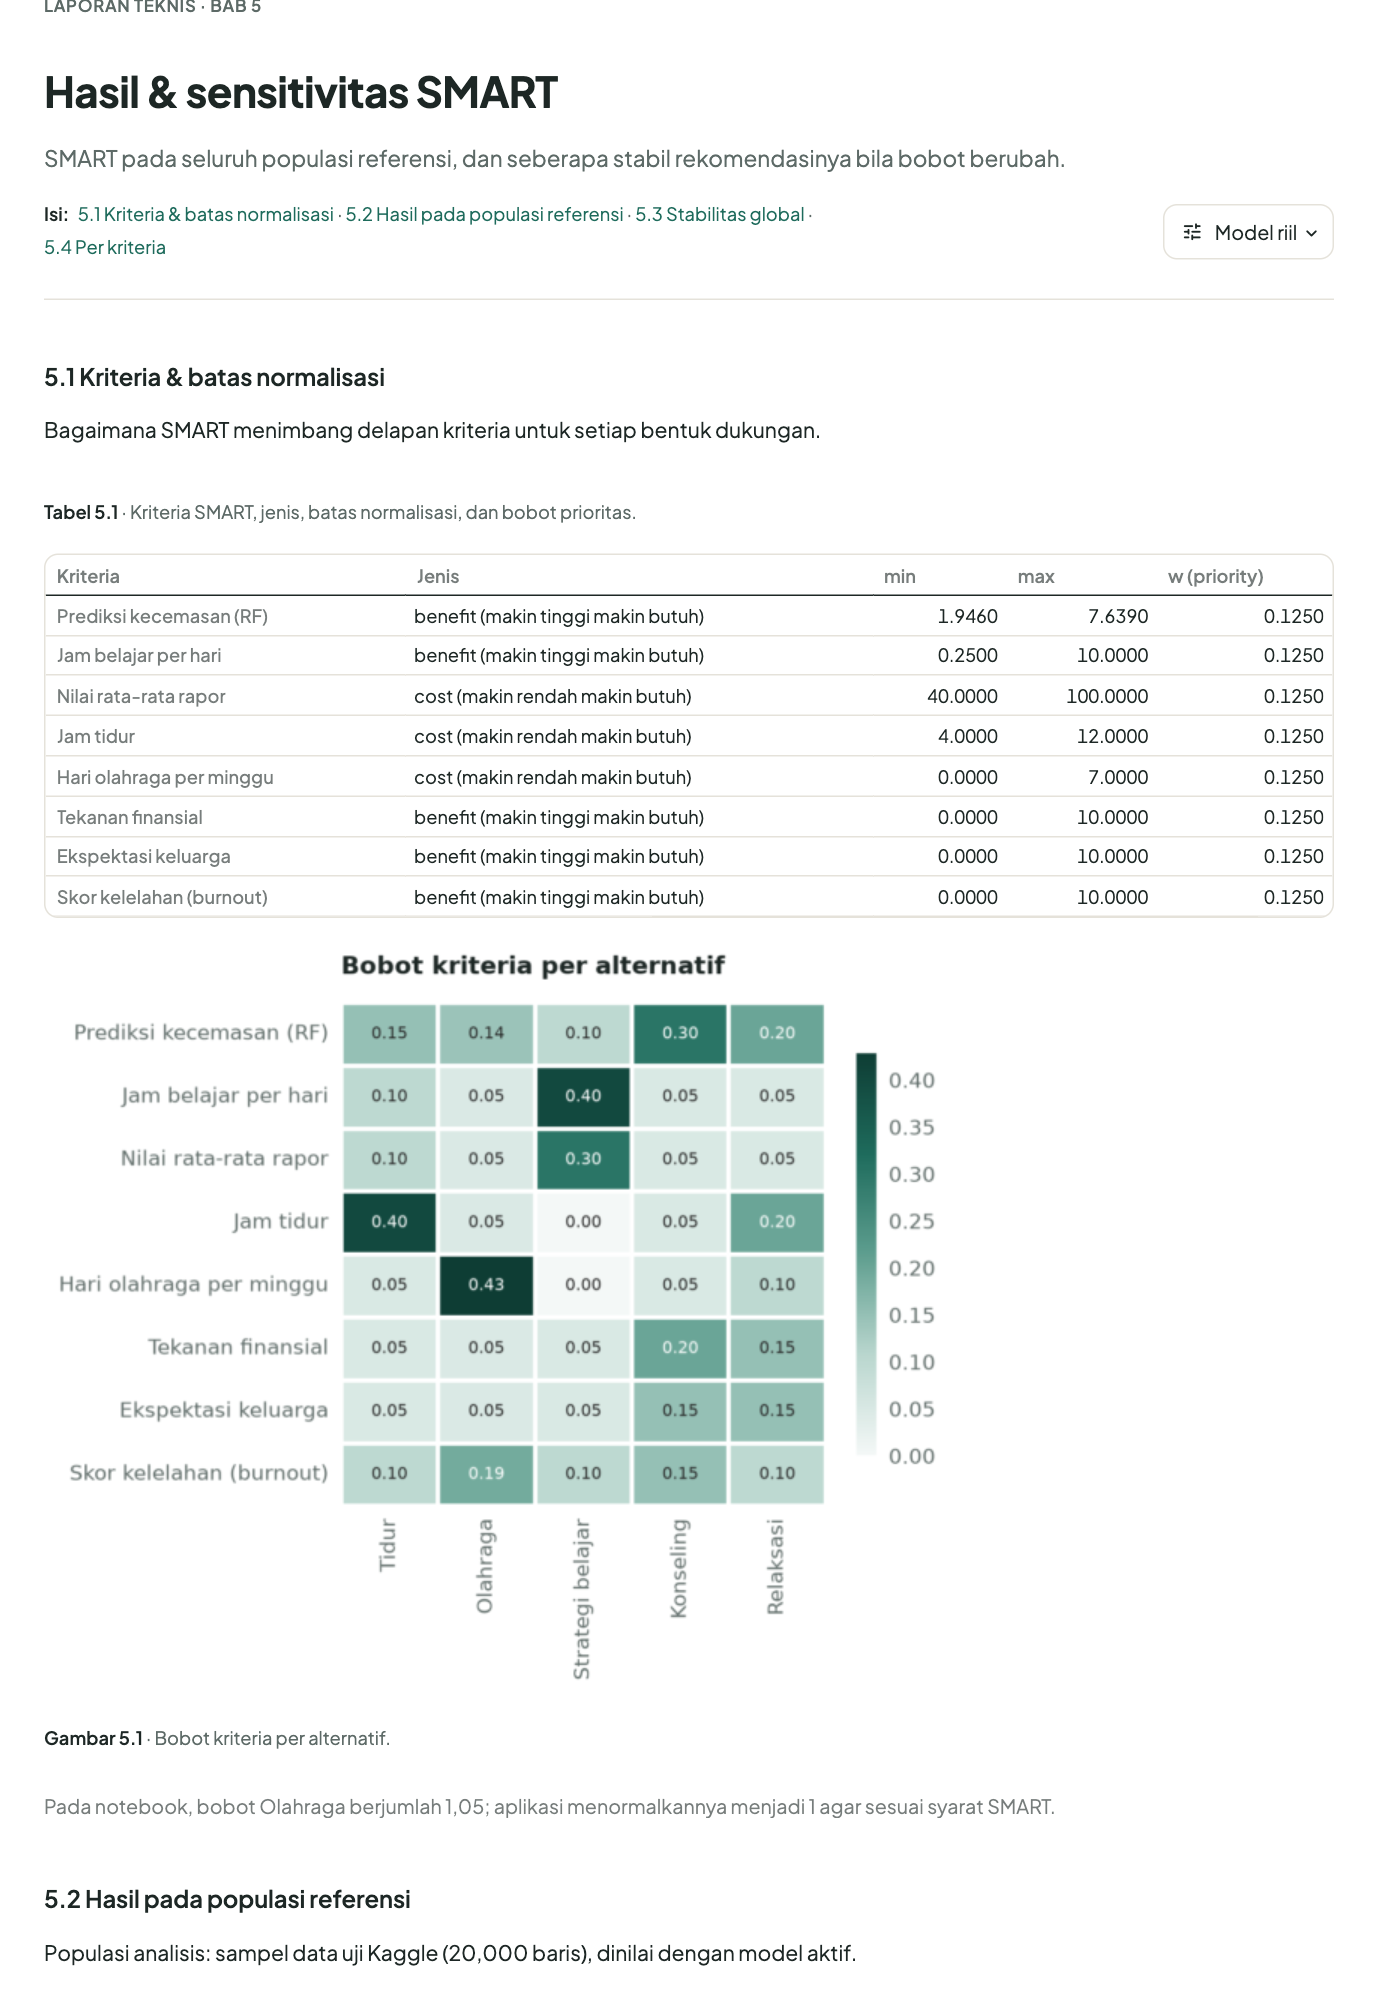 LAPORAN TEKNIS · BAB 5
Hasil & sensitivitas SMART
SMART pada seluruh populasi referensi, dan seberapa stabil rekomendasinya bila bobot berubah.
Isi: 5.1 Kriteria & batas normalisasi · 5.2 Hasil pada populasi referensi · 5.3 Stabilitas global ·
5.4 Per kriteria
Model riil
5.1 Kriteria & batas normalisasi
Bagaimana SMART menimbang delapan kriteria untuk setiap bentuk dukungan.
Tabel 5.1 · Kriteria SMART, jenis, batas normalisasi, dan bobot prioritas.
Kriteria Jenis min max w (priority)
Prediksi kecemasan (RF) benefit (makin tinggi makin butuh) 1.9460 7.6390 0.1250
Jam belajar per hari benefit (makin tinggi makin butuh) 0.2500 10.0000 0.1250
Nilai rata-rata rapor cost (makin rendah makin butuh) 40.0000 100.0000 0.1250
Jam tidur cost (makin rendah makin butuh) 4.0000 12.0000 0.1250
Hari olahraga per minggu cost (makin rendah makin butuh) 0.0000 7.0000 0.1250
Tekanan finansial benefit (makin tinggi makin butuh) 0.0000 10.0000 0.1250
Ekspektasi keluarga benefit (makin tinggi makin butuh) 0.0000 10.0000 0.1250
Skor kelelahan (burnout) benefit (makin tinggi makin butuh) 0.0000 10.0000 0.1250
Bobot kriteria per alternatif
Prediksi kecemasan (RF) 0.15 0.14 0.10 0.30 0.20
Jam belajar per hari 0.10 0.05 0.40 0.05 0.05
Nilai rata-rata rapor 0.10 0.05 0.30 0.05 0.05
Jam tidur 0.40 0.05 0.00 0.05 0.20
Hari olahraga per minggu 0.05 0.43 0.00 0.05 0.10
Tekanan finansial 0.05 0.05 0.05 0.20 0.15
Ekspektasi keluarga 0.05 0.05 0.05 0.15 0.15
Skor kelelahan (burnout) 0.10 0.19 0.10 0.15 0.10
Tidur
Olahraga
Strategi belajar
Konseling
Relaksasi
0.40
0.35
0.30
0.25
0.20
0.15
0.10
0.05
0.00
Gambar 5.1 · Bobot kriteria per alternatif.
Pada notebook, bobot Olahraga berjumlah 1,05; aplikasi menormalkannya menjadi 1 agar sesuai syarat SMART.
5.2 Hasil pada populasi referensi
Populasi analisis: sampel data uji Kaggle (20,000 baris), dinilai dengan model aktif.